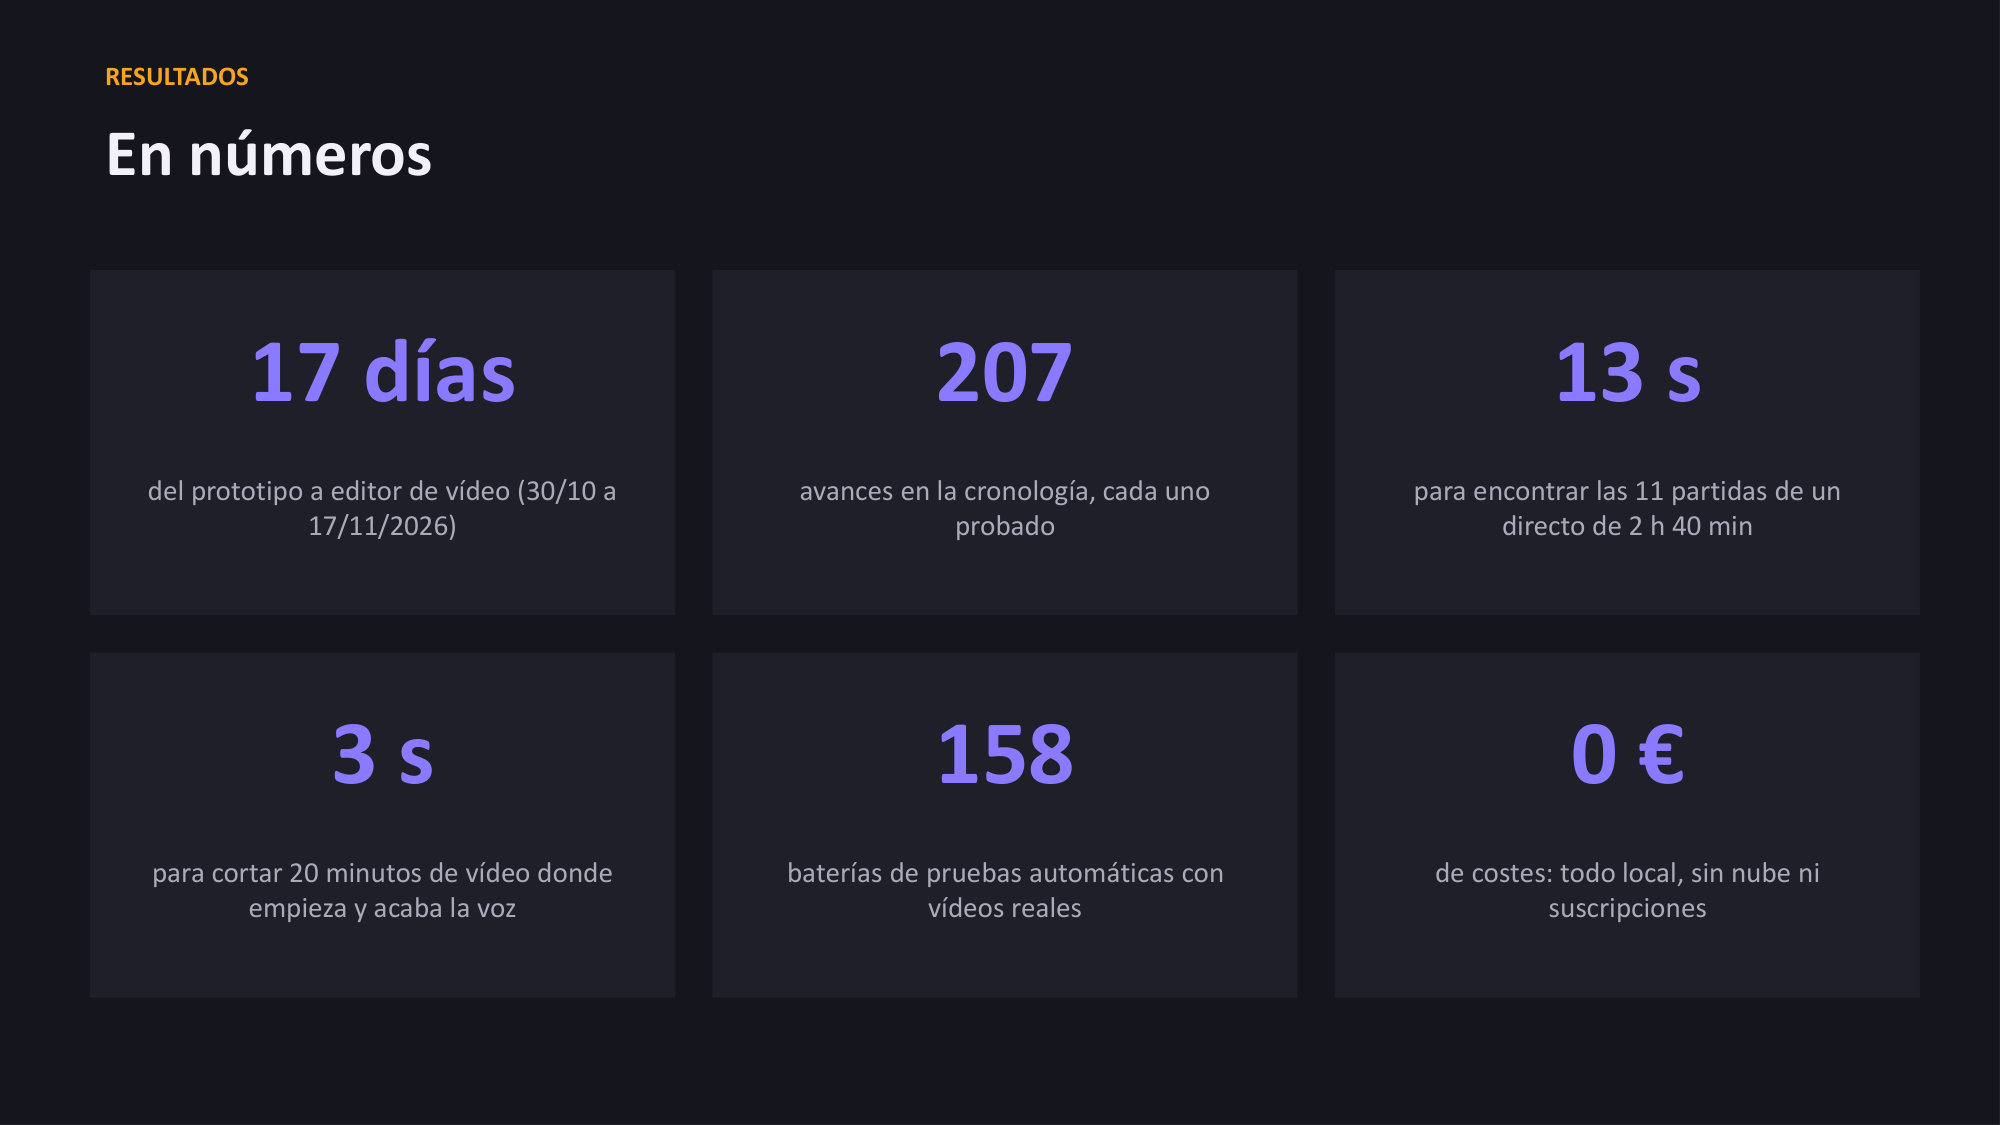 RESULTADOS
En números
17 días
del prototipo a editor de vídeo (30/10 a
17/11/2026)
207
avances en la cronología, cada uno
probado
13 s
para encontrar las 11 partidas de un
directo de 2 h 40 min
3 s
para cortar 20 minutos de vídeo donde
empieza y acaba la voz
158
baterías de pruebas automáticas con
vídeos reales
0 €
de costes: todo local, sin nube ni
suscripciones